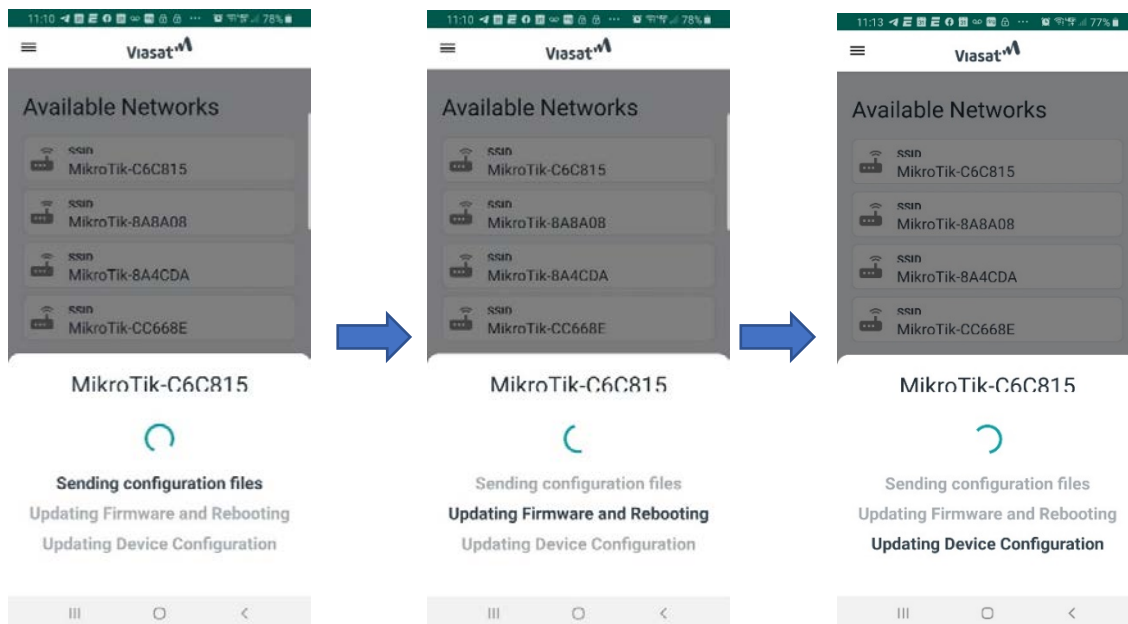 11:10
78%
Viasat
Available Networks
SSID
MikroTik-C6C815
SSID
MikroTik-8A8A08
SSID
MikroTik-8A4CDA
SSID
MikroTik-CC668E
MikroTik-C6C815
Sending configuration files
Updating Firmware and Rebooting
Updating Device Configuration
11:10
78%
Viasat
Available Networks
SSID
MikroTik-C6C815
SSID
MikroTik-8A8A08
SSID
MikroTik-8A4CDA
SSID
MikroTik-CC668E
MikroTik-C6C815
Sending configuration files
Updating Firmware and Rebooting
Updating Device Configuration
11:13
77%
Viasat
Available Networks
SSID
MikroTik-C6C815
SSID
MikroTik-8A8A08
SSID
MikroTik-8A4CDA
SSID
MikroTik-CC668E
MikroTik-C6C815
Sending configuration files
Updating Firmware and Rebooting
Updating Device Configuration